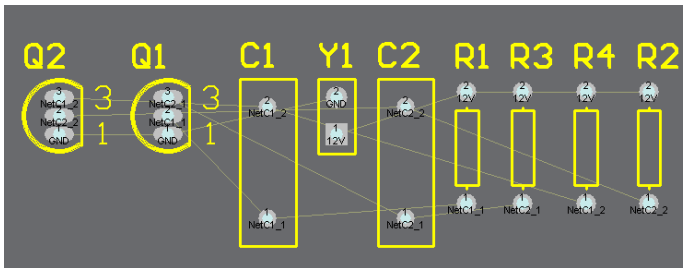 Q2 Q1 C1 Y1 C2 R1 R3 R4 R2
3 3 2 2 2 2 2 2 2
NetC1_2 3 NetC2_1 3 NetC1_2 GND NetC2_2 12V 12V 12V 12V
2 2
NetC2_2 NetC1_1
1 1 1
GND 1 GND 1 12V
1 1 1 1 1 1
NetC1_1 NetC2_1 NetC1_1 NetC2_1 NetC1_2 NetC2_2